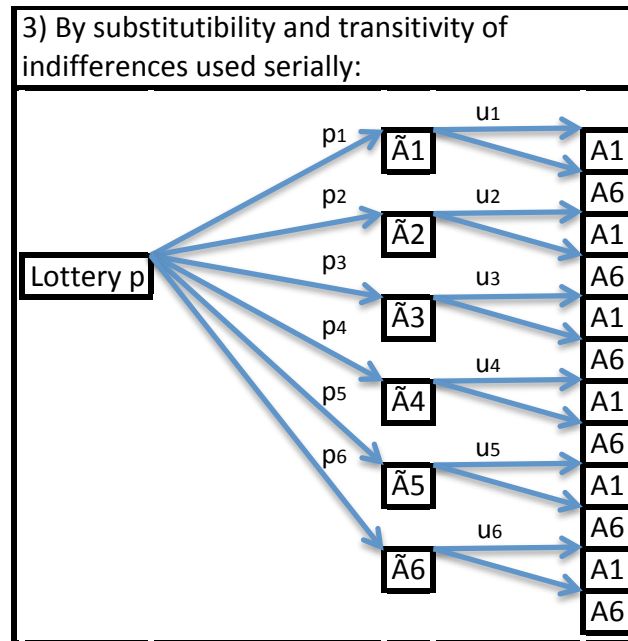 3) By substitutibility and transitivity of
indifferences used serially:
Lottery p
p1
p2
p3
p4
p5
p6
Ã1
Ã2
Ã3
Ã4
Ã5
Ã6
u1
u2
u3
u4
u5
u6
A1
A6
A1
A6
A1
A6
A1
A6
A1
A6
A1
A6